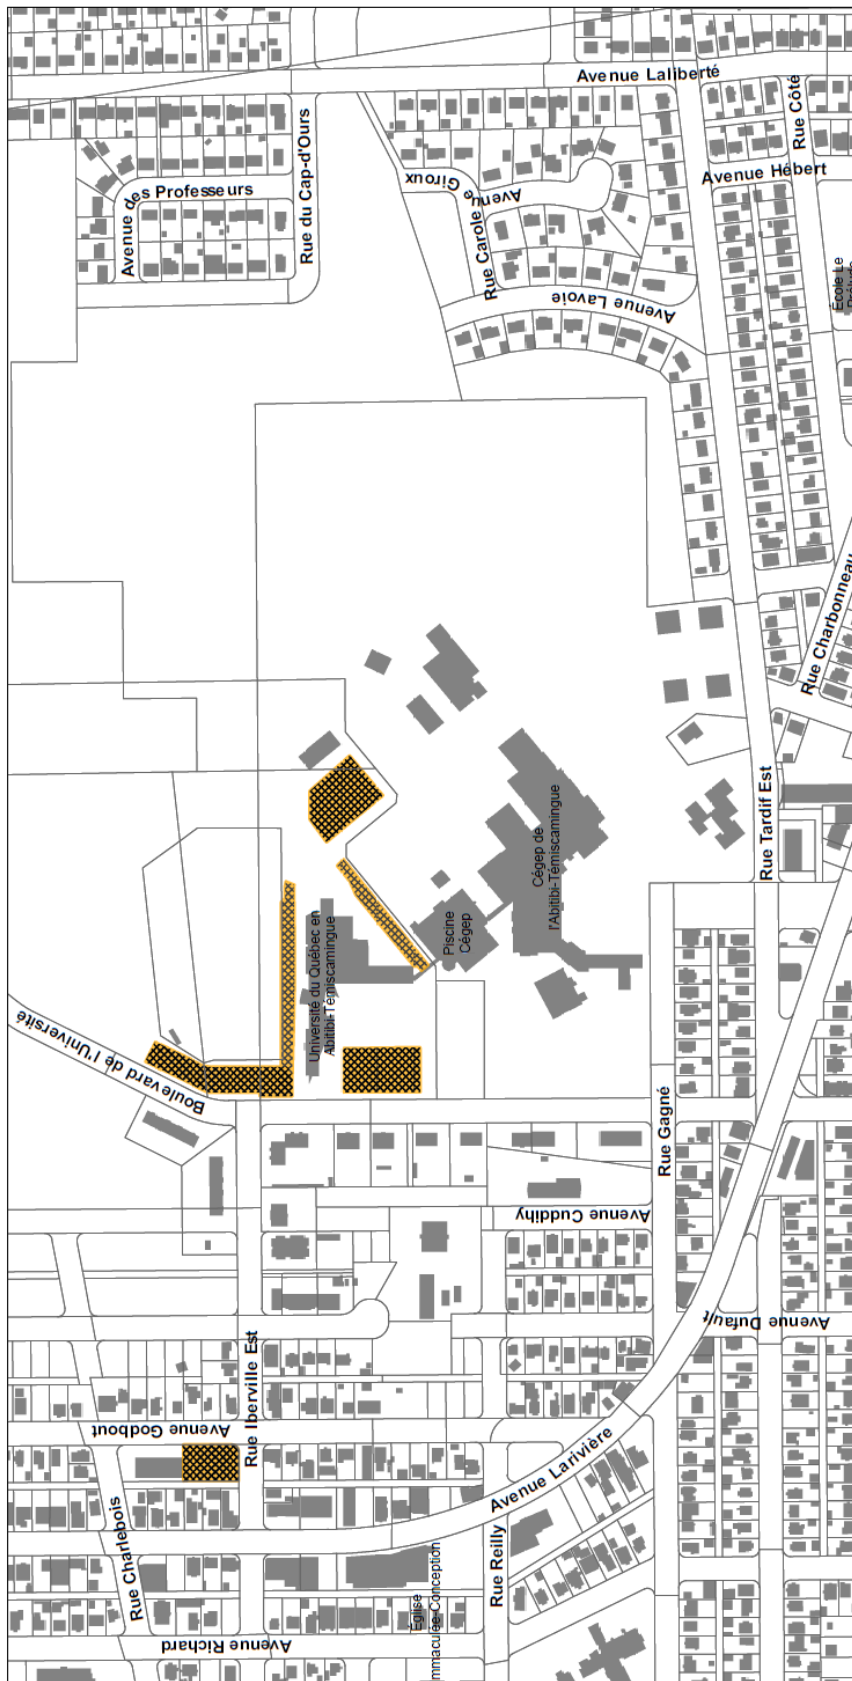 Avenue Laliberté
Rue Côté
Avenue Hébert
Rue du Cap-d'Ours
Avenue des Professeurs
Avenue Giroux
Rue Carole
Avenue Lavoie
École Le
Prélude
Rue Charbonneau
Rue Tardif Est
Cégep de
l'Abitibi-Témiscamingue
Piscine
Cégep
Université du Québec en
Abitibi-Témiscamingue
Boulevard de l'Université
Rue Gagné
Avenue Cuddihy
Avenue Dufault
Rue Iberville Est
Avenue Godbout
Avenue Larivière
Rue Charlebois
Rue Reilly
Église
mmaculée-Conception
Avenue Richard